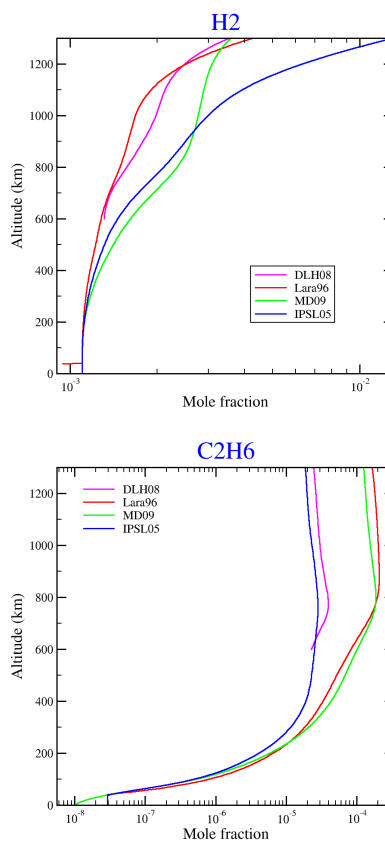 H2
1200
1000
800
600
400
200
0
Altitude (km)
DLH08
Lara96
MD09
IPSL05
10-3
10-2
Mole fraction
C2H6
DLH08
Lara96
MD09
IPSL05
1200
1000
800
600
400
200
0
Altitude (km)
10-8
10-7
10-6
10-5
10-4
Mole fraction